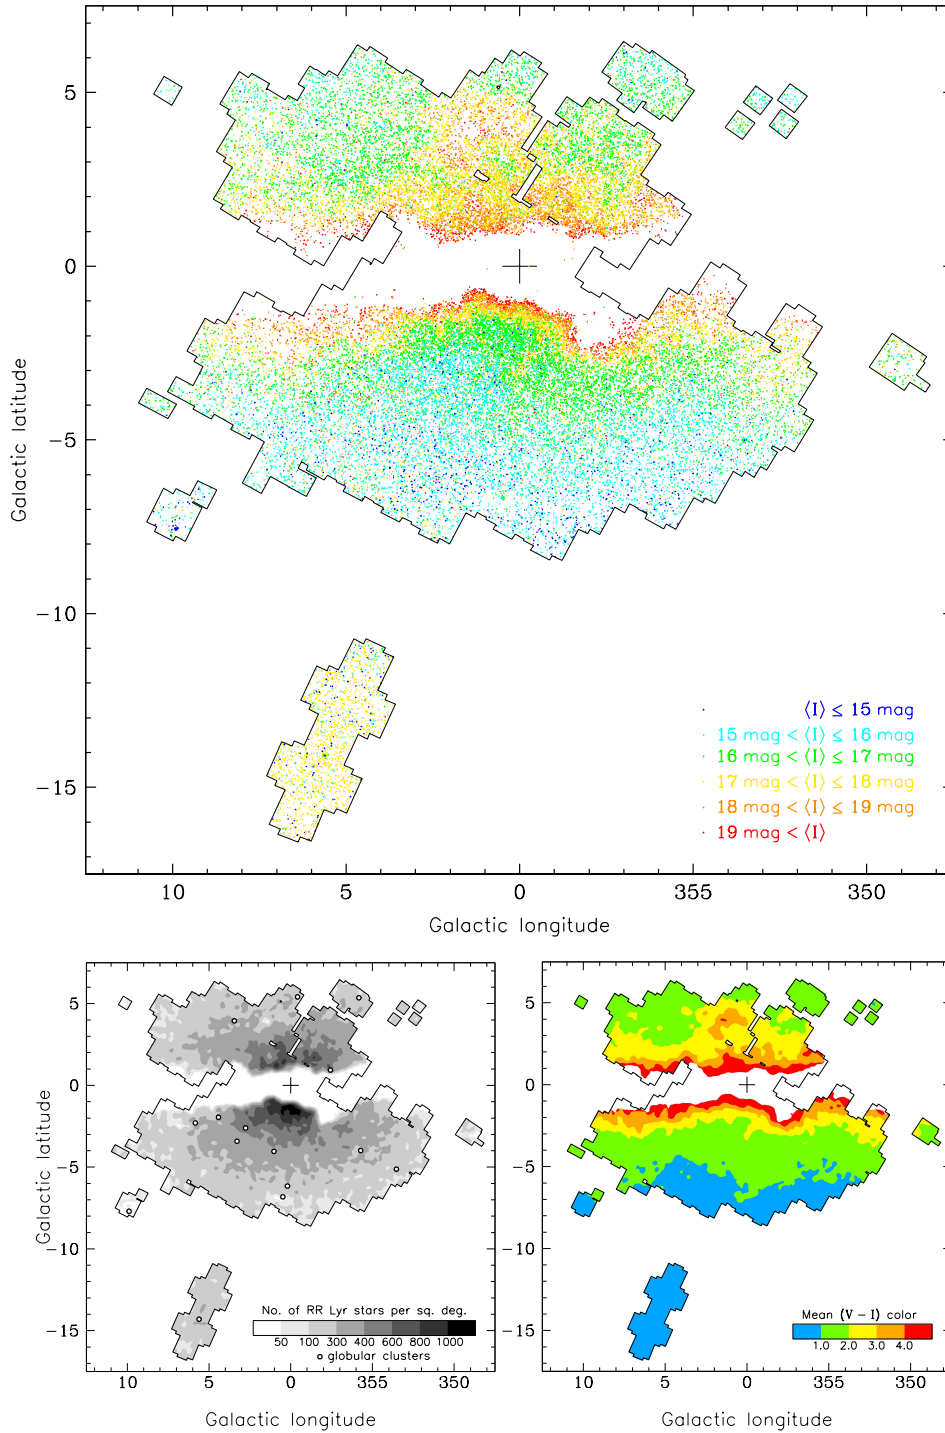 5
0
−5
−10
−15
Galactic latitude
⟨I⟩ ≤ 15 mag
15 mag < ⟨I⟩ ≤ 16 mag
16 mag < ⟨I⟩ ≤ 17 mag
17 mag < ⟨I⟩ ≤ 18 mag
18 mag < ⟨I⟩ ≤ 19 mag
19 mag < ⟨I⟩
10 5 0 355 350
Galactic longitude
5
0
−5
−10
−15
Galactic latitude
No. of RR Lyr stars per sq. deg.
50 100 300 400 600 800 1000
globular clusters
10 5 0 355 350
Galactic longitude
5
0
−5
−10
−15
Galactic latitude
Mean (V − I) color
1.0 2.0 3.0 4.0
10 5 0 355 350
Galactic longitude